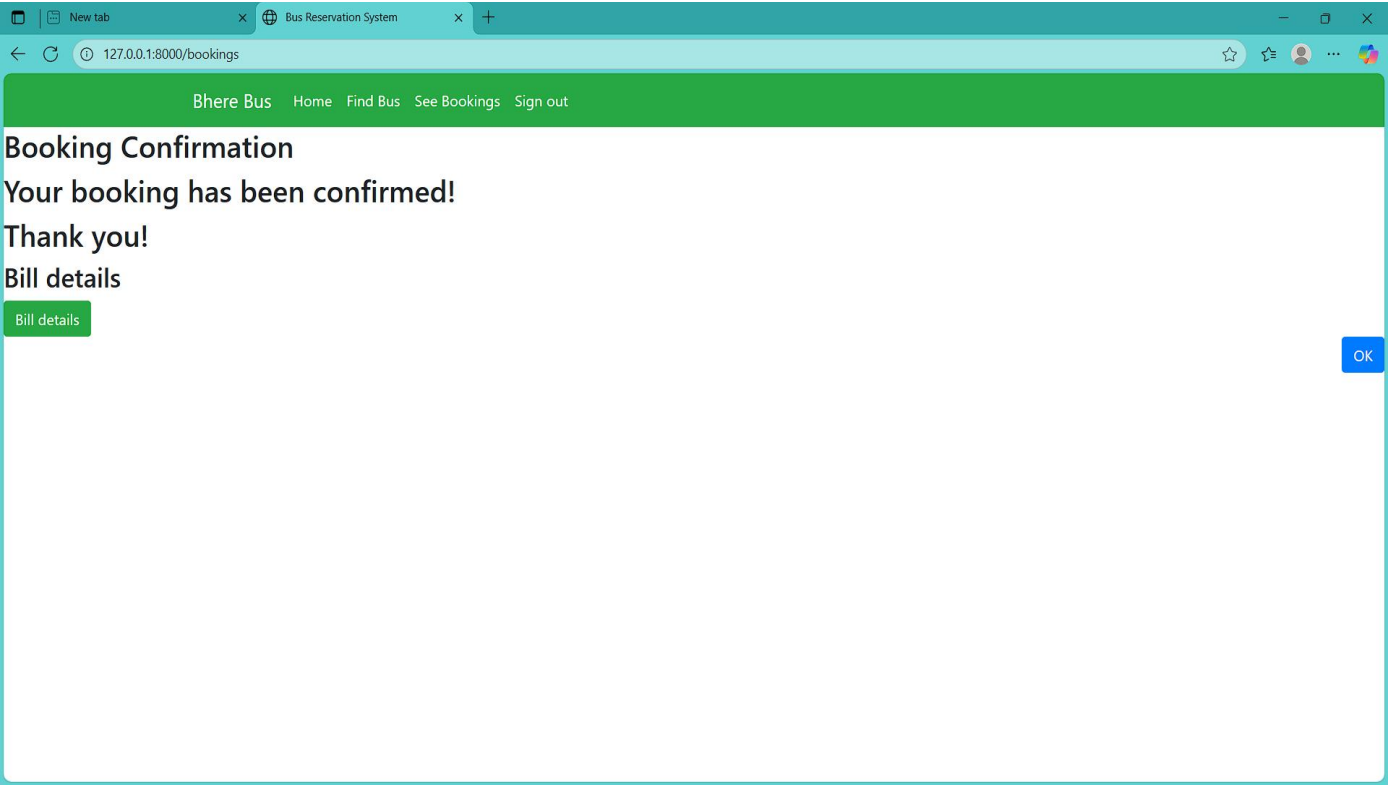 New tab
Bus Reservation System
127.0.0.1:8000/bookings
Bhere Bus Home Find Bus See Bookings Sign out
Booking Confirmation
Your booking has been confirmed!
Thank you!
Bill details
Bill details
OK